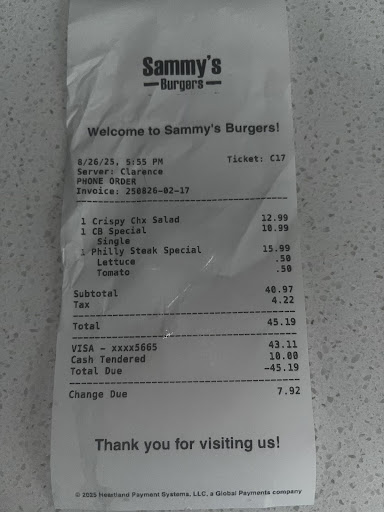 Sammy's
Burgers
Welcome to Sammy's Burgers!
8/26/25, 5:55 PM Ticket: C17
Server: Clarence
PHONE ORDER
Invoice: 250826-02-17
1 Crispy Chx Salad 12.99
1 CB Special 10.99
Single
1 Philly Steak Special 15.99
Lettuce .50
Tomato .50
Subtotal 40.97
Tax 4.22
Total 45.19
VISA - xxxx5665 43.11
Cash Tendered 10.00
Total Due -45.19
Change Due 7.92
Thank you for visiting us!
© 2025 Heartland Payment Systems, LLC, a Global Payments company